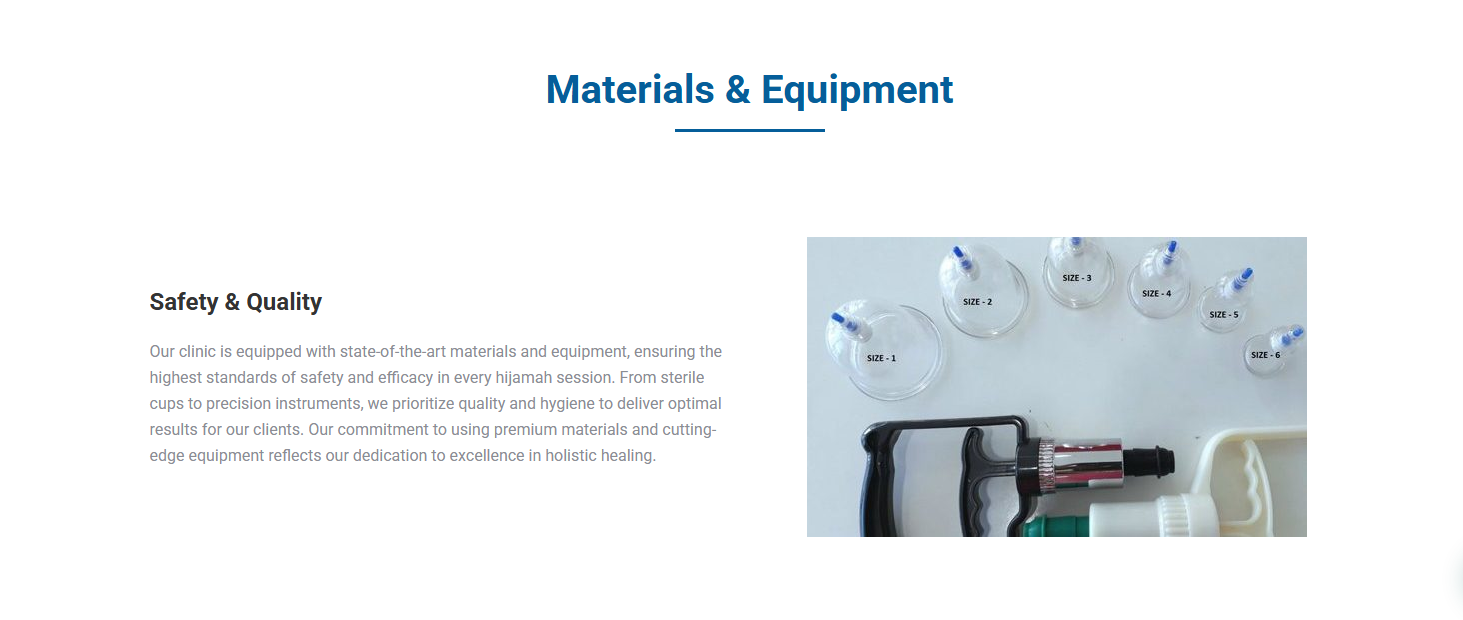 Materials & Equipment
Safety & Quality
Our clinic is equipped with state-of-the-art materials and equipment, ensuring the
highest standards of safety and efficacy in every hijamah session. From sterile
cups to precision instruments, we prioritize quality and hygiene to deliver optimal
results for our clients. Our commitment to using premium materials and cutting-
edge equipment reflects our dedication to excellence in holistic healing.
SIZE - 1
SIZE - 2
SIZE - 3
SIZE - 4
SIZE - 5
SIZE - 6